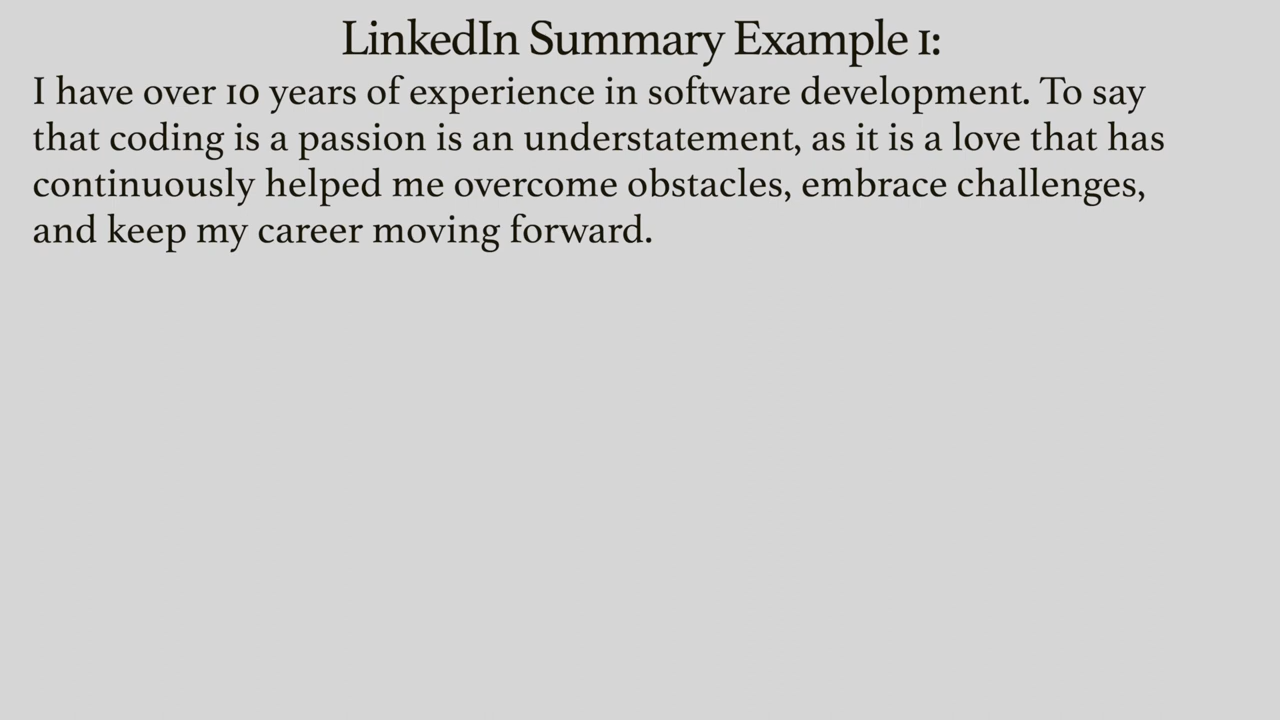 LinkedIn Summary Example 1:
I have over 10 years of experience in software development. To say
that coding is a passion is an understatement, as it is a love that has
continuously helped me overcome obstacles, embrace challenges,
and keep my career moving forward.